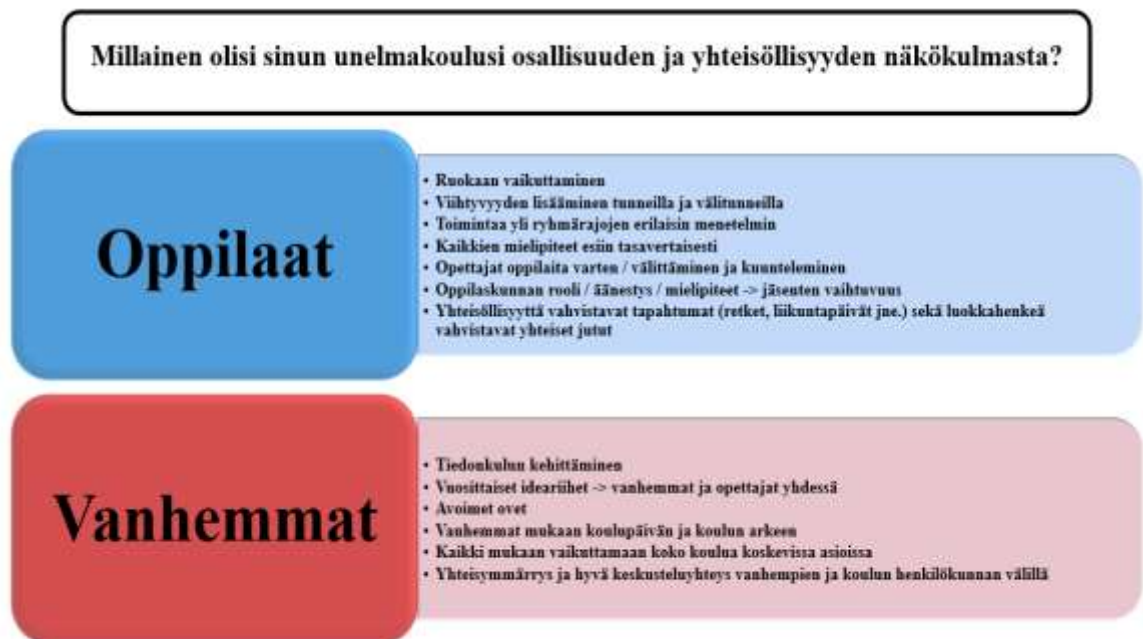 Millainen olisi sinun unelmakoulusi osallisuuden ja yhteisöllisyyden näkökulmasta?
Oppilaat
• Ruokaan vaikuttaminen
• Viihtyvyyden lisääminen tunneilla ja välitunneilla
• Toimintaa yli ryhmärajojen erilaisin menetelmin
• Kaikkien mielipiteet esiin tasavertaisesti
• Opettajat oppilaita varten / välittäminen ja kuunteleminen
• Oppilaskunnan rooli / äänestys / mielipiteet -> jäsenten vaihtuvuus
• Yhteisöllisyyttä vahvistavat tapahtumat (retket, liikuntapäivät jne.) sekä luokkahenkeä
vahvistavat yhteiset jutut
Vanhemmat
• Tiedonkulun kehittäminen
• Vuosittaiset ideariihet -> vanhemmat ja opettajat yhdessä
• Avoimet ovet
• Vanhemmat mukaan koulupäivän ja koulun arkeen
• Kaikki mukaan vaikuttamaan koko koulua koskevissa asioissa
• Yhteisymmärrys ja hyvä keskusteluyhteys vanhempien ja koulun henkilökunnan välillä